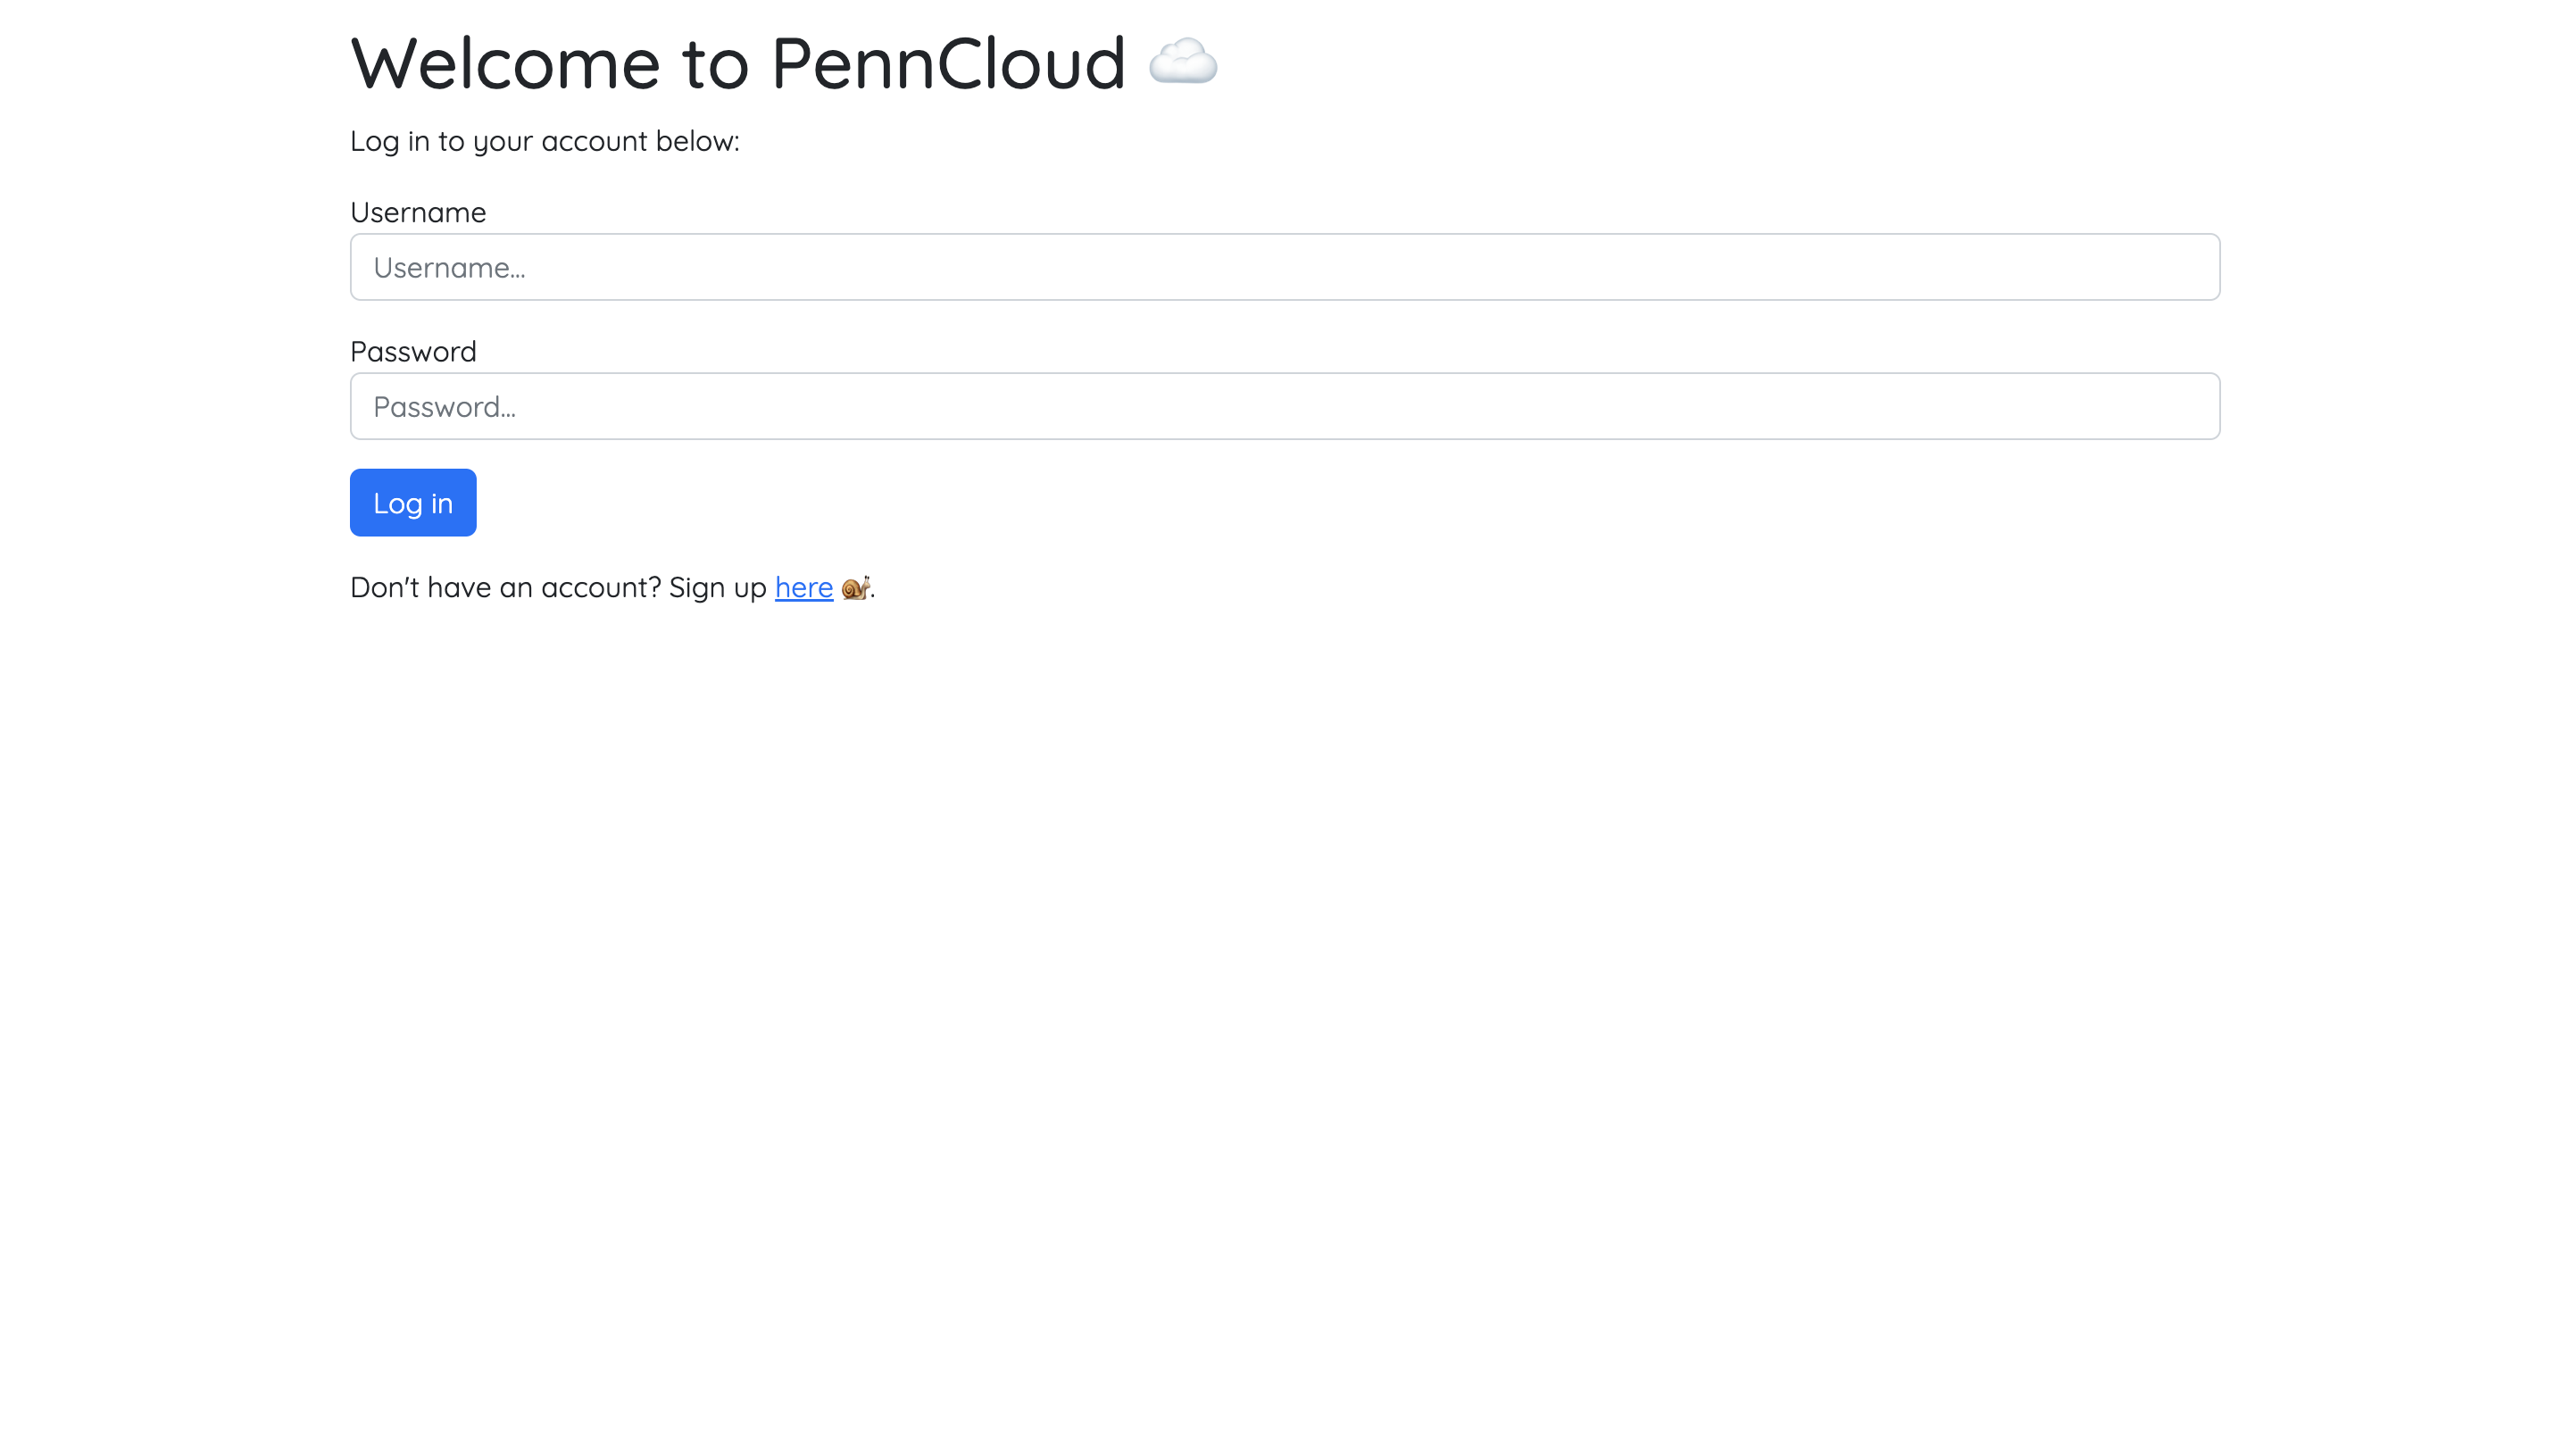 Welcome to PennCloud ☁️
Log in to your account below:
Username
Username...
Password
Password...
Log in
Don't have an account? Sign up here 🐌.